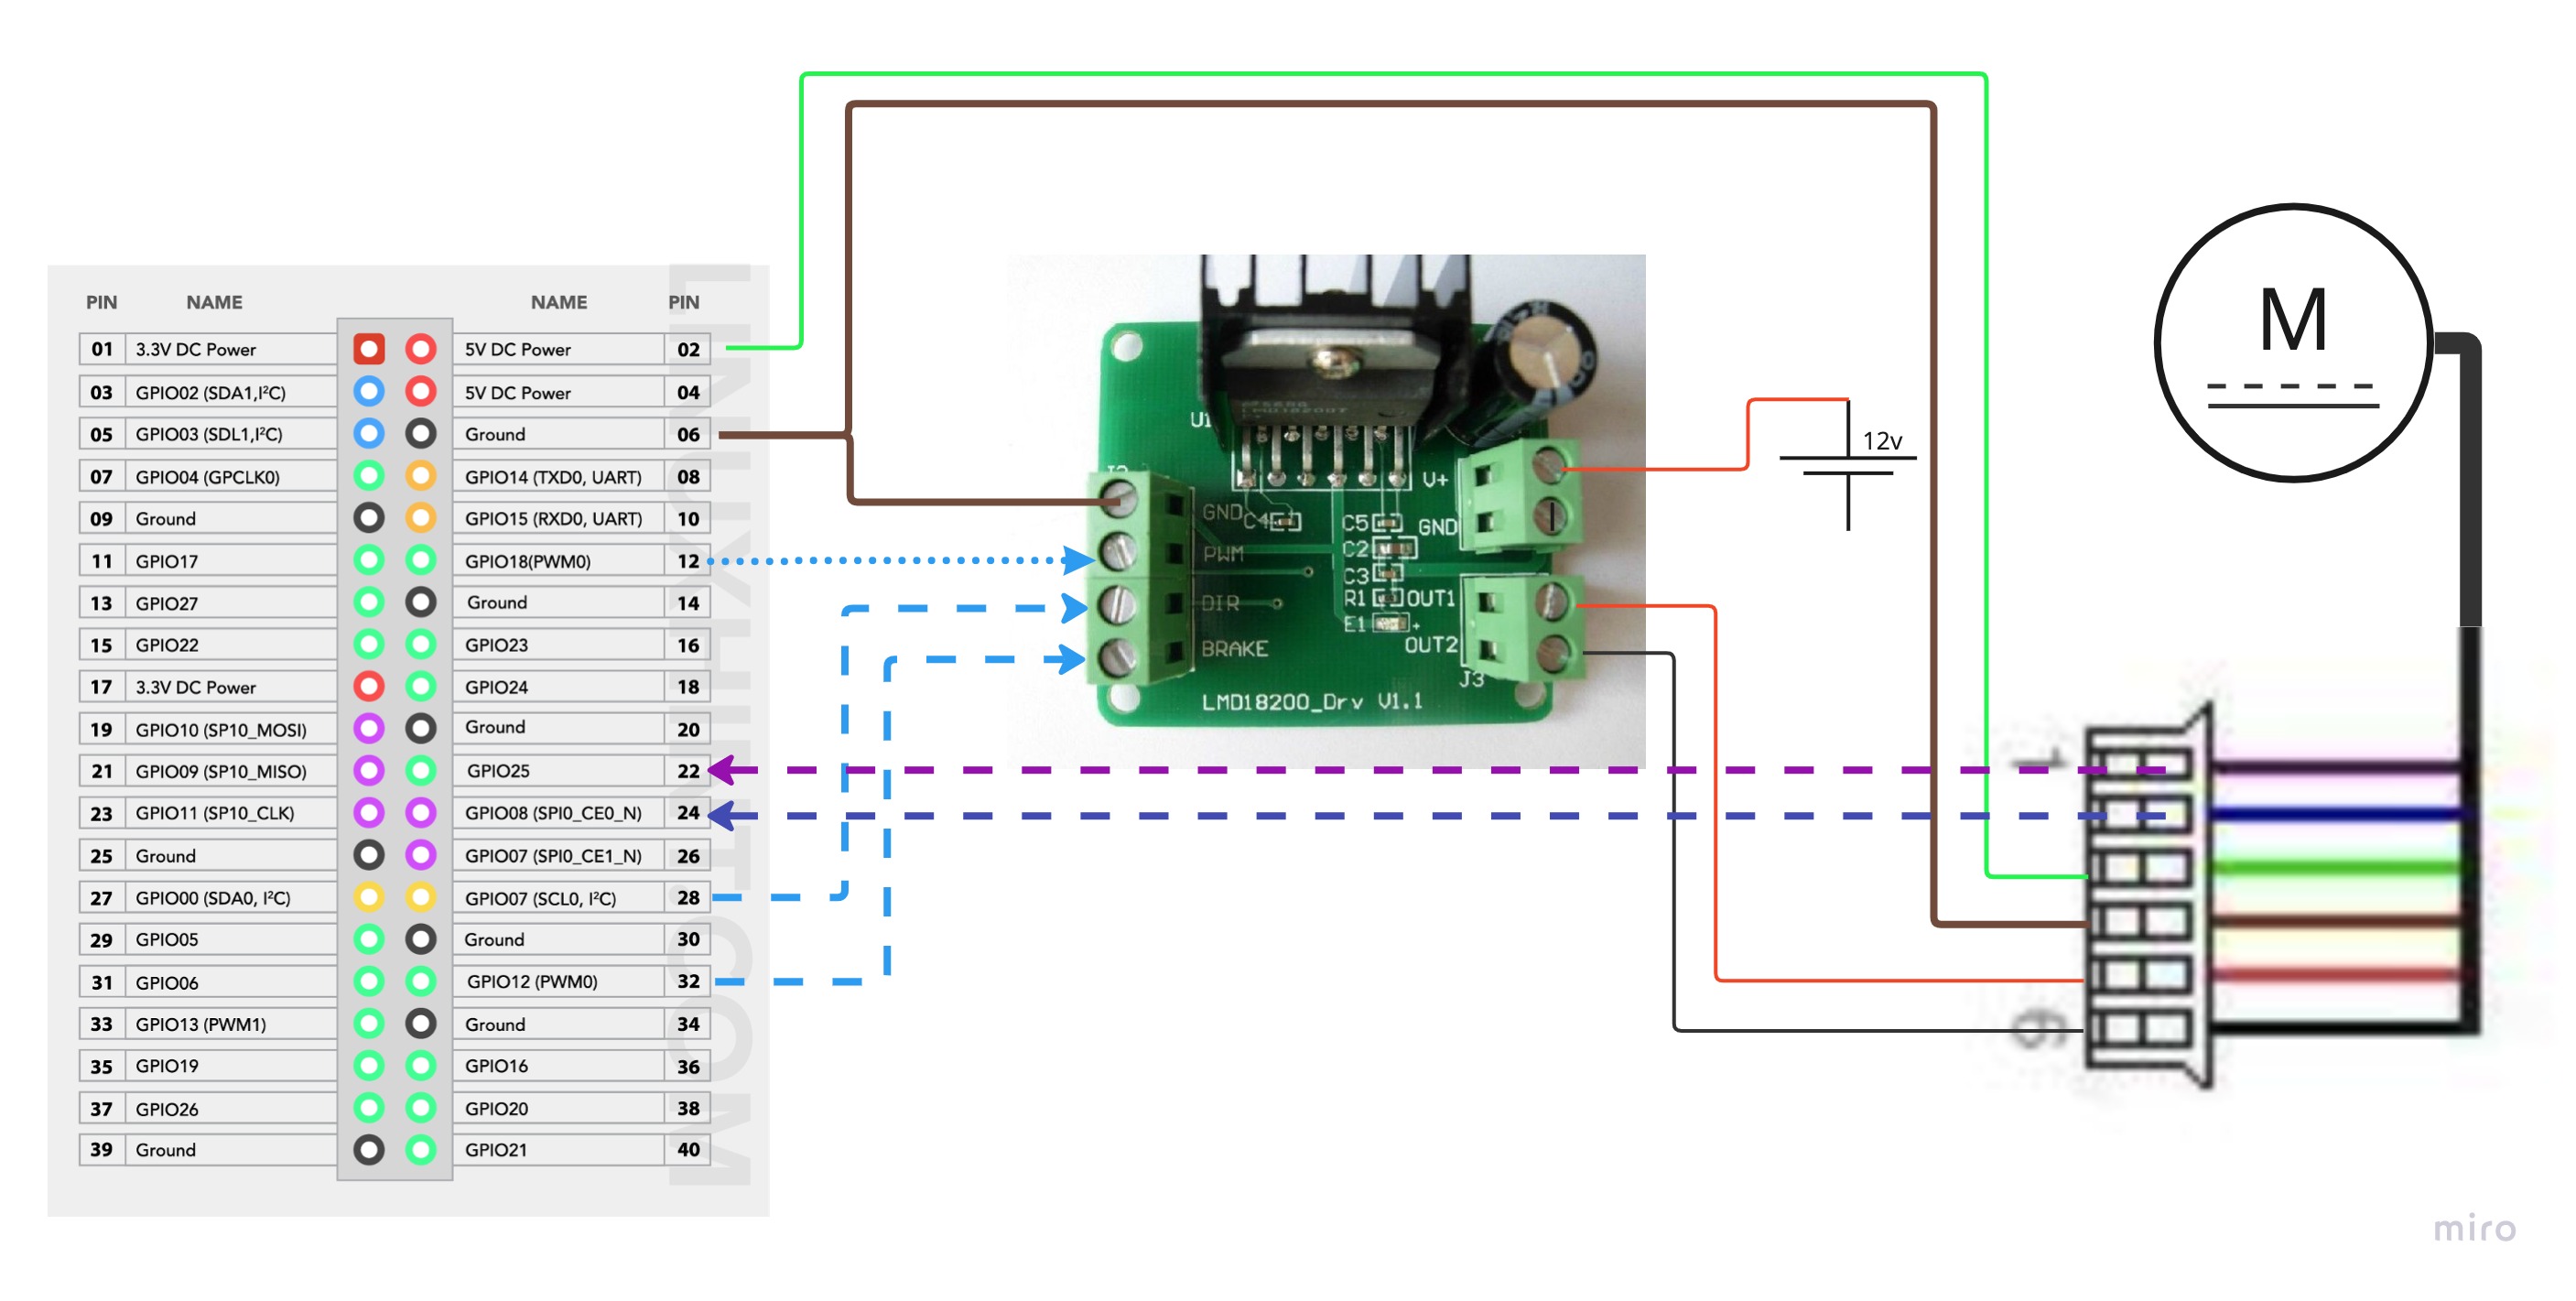 PIN NAME NAME PIN
01 3.3V DC Power 5V DC Power 02
03 GPIO02 (SDA1,I²C) 5V DC Power 04
05 GPIO03 (SDL1,I²C) Ground 06
07 GPIO04 (GPCLK0) GPIO14 (TXD0, UART) 08
09 Ground GPIO15 (RXD0, UART) 10
11 GPIO17 GPIO18(PWM0) 12
13 GPIO27 Ground 14
15 GPIO22 GPIO23 16
17 3.3V DC Power GPIO24 18
19 GPIO10 (SP10_MOSI) Ground 20
21 GPIO09 (SP10_MISO) GPIO25 22
23 GPIO11 (SP10_CLK) GPIO08 (SPI0_CE0_N) 24
25 Ground GPIO07 (SPI0_CE1_N) 26
27 GPIO00 (SDA0, I²C) GPIO07 (SCL0, I²C) 28
29 GPIO05 Ground 30
31 GPIO06 GPIO12 (PWM0) 32
33 GPIO13 (PWM1) Ground 34
35 GPIO19 GPIO16 36
37 GPIO26 GPIO20 38
39 Ground GPIO21 40
LINUXHINT.COM
U1
V+
GND C4 C5 GND
PWM C2
C3
DIR R1 OUT1
E1 +
BRAKE OUT2
J3
LMD18200_Drv V1.1
12v
M
1
6
miro